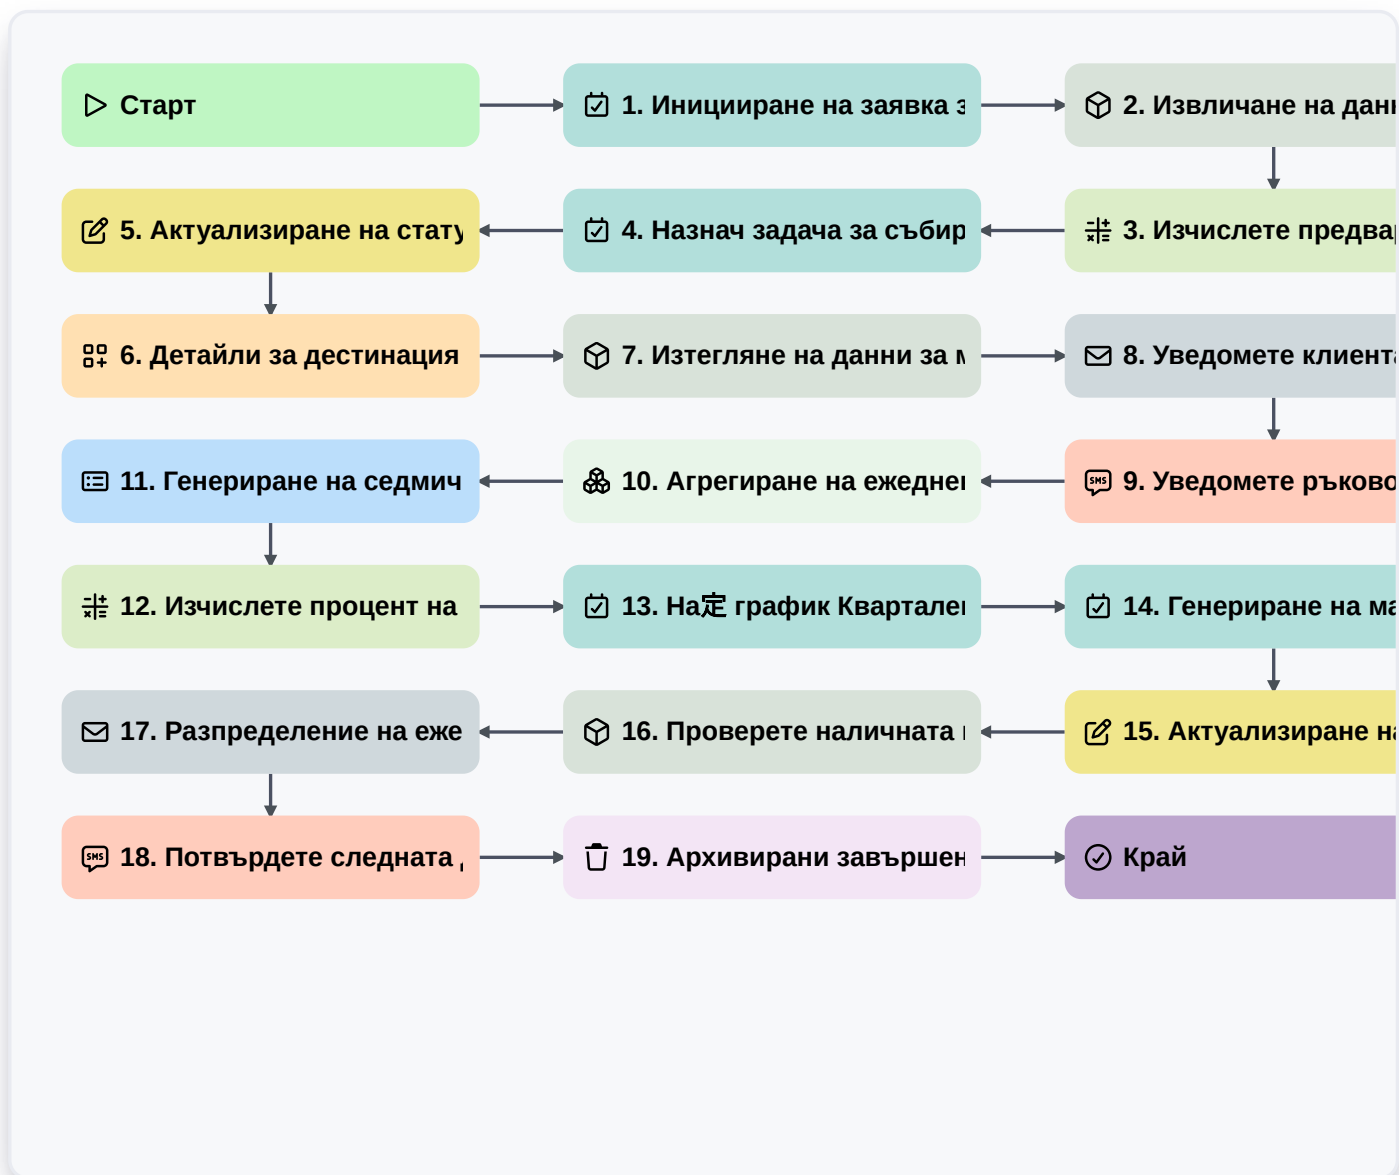 Старт
1. Иницииране на заявка з
2. Извличане на дан
5. Актуализиране на стату
4. Назнач задача за събир
3. Изчислете предва
6. Детайли за дестинация
7. Изтегляне на данни за м
8. Уведомете клиента
11. Генериране на седмич
10. Агрегиране на ежедне
9. Уведомете ръково
12. Изчислете процент на
13. На定 график Квартале
14. Генериране на ма
17. Разпределение на еже
16. Проверете наличната
15. Актуализиране на
18. Потвърдете следната
19. Архивирани завършен
Край